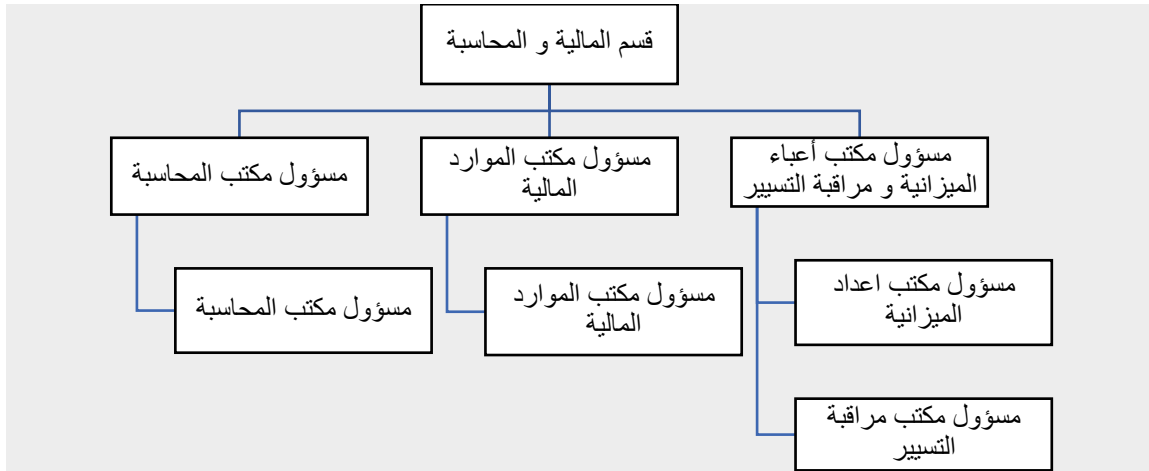 قسم المالية و المحاسبة
مسؤول مكتب أعباء
الميزانية و مراقبة التسيير
مسؤول مكتب الموارد
المالية
مسؤول مكتب المحاسبة
مسؤول مكتب اعداد
الميزانية
مسؤول مكتب الموارد
المالية
مسؤول مكتب المحاسبة
مسؤول مكتب مراقبة
التسيير